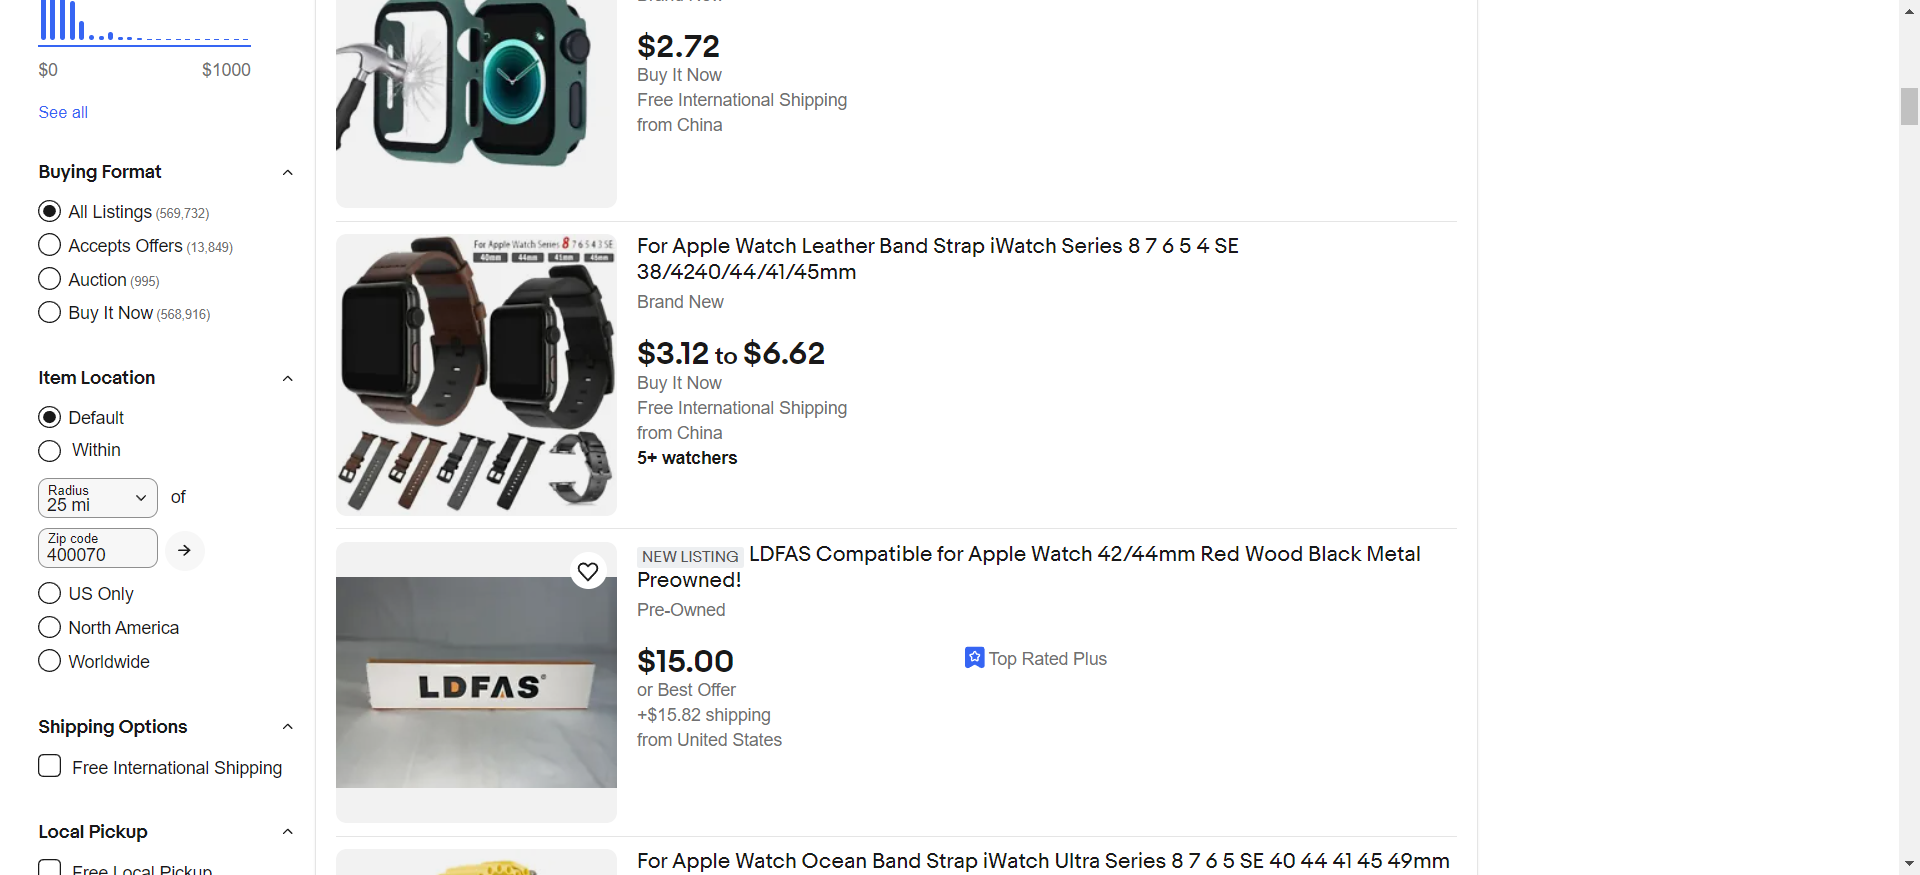 $0 $1000
See all
Buying Format
All Listings (569,732)
Accepts Offers (13,849)
Auction (995)
Buy It Now (568,916)
Item Location
Default
Within
Radius
25 mi
of
Zip code
400070
US Only
North America
Worldwide
Shipping Options
Free International Shipping
Local Pickup
Free Local Pickup
Brand New
$2.72
Buy It Now
Free International Shipping
from China
For Apple Watch Series 8 7 6 5 4 3 SE
40mm 44mm 41mm 45mm
For Apple Watch Leather Band Strap iWatch Series 8 7 6 5 4 SE
38/4240/44/41/45mm
Brand New
$3.12 to $6.62
Buy It Now
Free International Shipping
from China
5+ watchers
LDFAS
NEW LISTING LDFAS Compatible for Apple Watch 42/44mm Red Wood Black Metal
Preowned!
Pre-Owned
$15.00
or Best Offer
+$15.82 shipping
from United States
Top Rated Plus
For Apple Watch Ocean Band Strap iWatch Ultra Series 8 7 6 5 SE 40 44 41 45 49mm